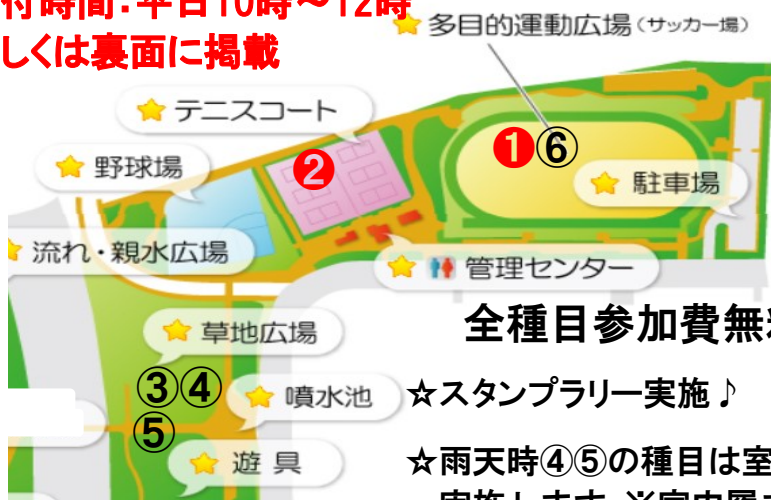 付時間:平日10時～12時
しくは裏面に掲載
多目的運動広場(サッカー場)
テニスコート
❶⑥
❷
野球場
駐車場
流れ・親水広場
管理センター
全種目参加費無
草地広場
③④
噴水池
☆スタンプラリー実施♪
⑤
遊具
☆雨天時④⑤の種目は室